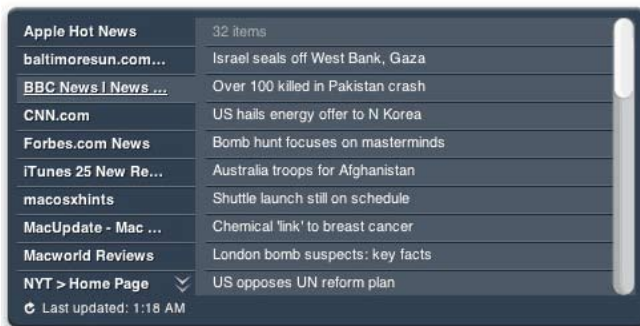 Apple Hot News
baltimoresun.com...
BBC News | News ...
CNN.com
Forbes.com News
iTunes 25 New Re...
macosxhints
MacUpdate - Mac ...
Macworld Reviews
NYT > Home Page
32 items
Israel seals off West Bank, Gaza
Over 100 killed in Pakistan crash
US hails energy offer to N Korea
Bomb hunt focuses on masterminds
Australia troops for Afghanistan
Shuttle launch still on schedule
Chemical 'link' to breast cancer
London bomb suspects: key facts
US opposes UN reform plan
Last updated: 1:18 AM